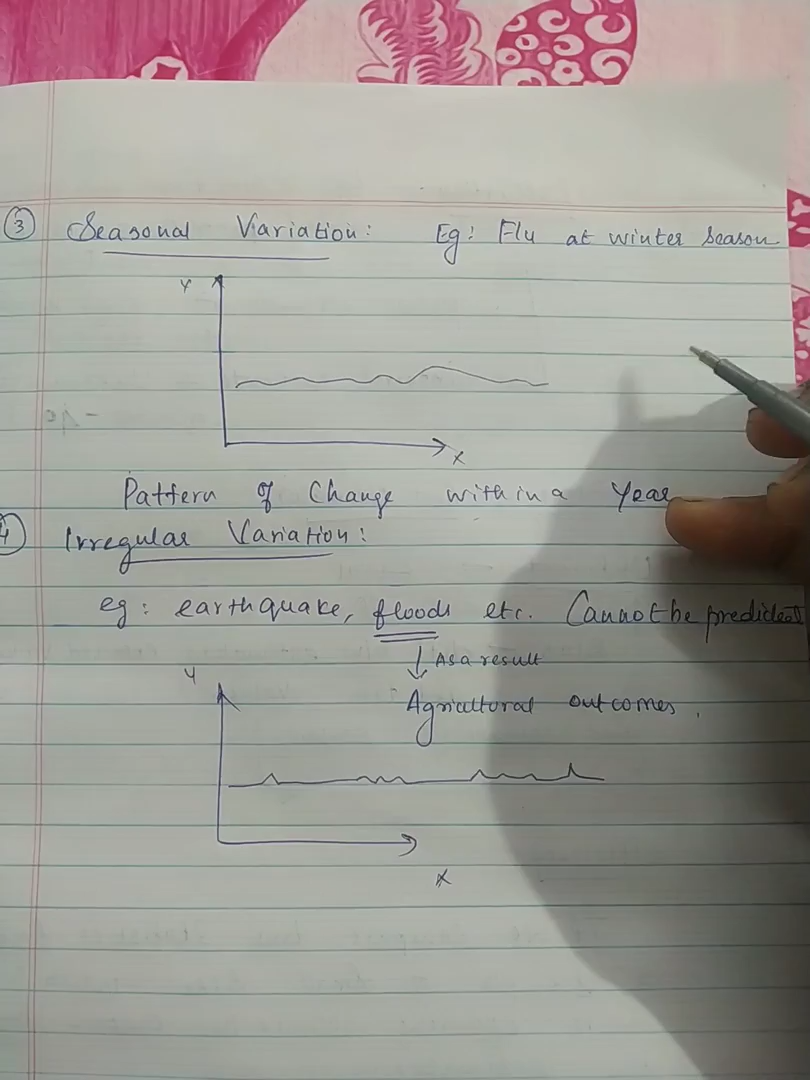 ③ Seasonal Variation: Eg: Flu at winter season
Y
X
Pattern of Change within a Year
4 Irregular Variation:
eg: earthquake, floods etc. Cannot be predicted
↓ As a result
Y
Agricultural outcomes.
X